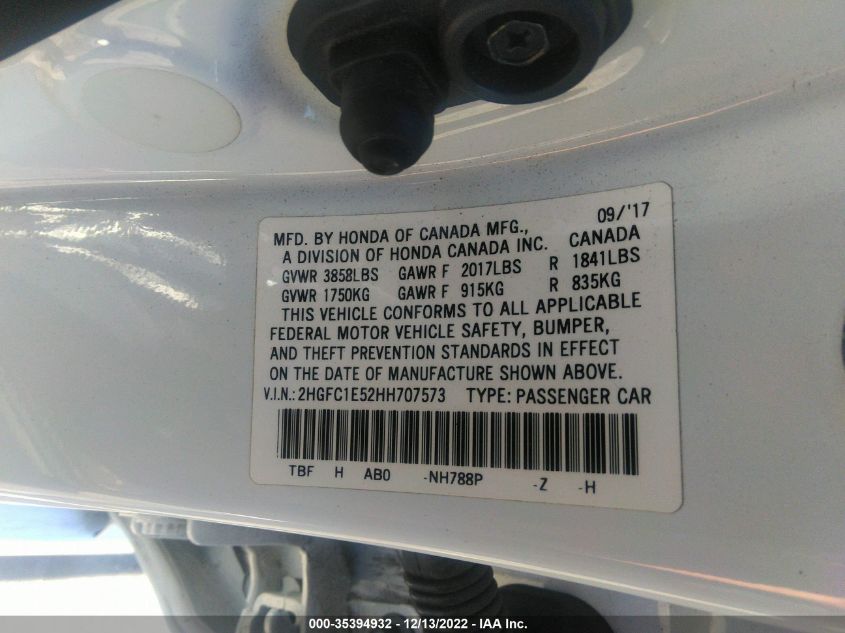 09/'17
MFD. BY HONDA OF CANADA MFG.,
A DIVISION OF HONDA CANADA INC. CANADA
GVWR 3858LBS GAWR F 2017LBS R 1841LBS
GVWR 1750KG GAWR F 915KG R 835KG
THIS VEHICLE CONFORMS TO ALL APPLICABLE
FEDERAL MOTOR VEHICLE SAFETY, BUMPER,
AND THEFT PREVENTION STANDARDS IN EFFECT
ON THE DATE OF MANUFACTURE SHOWN ABOVE.
V.I.N.: 2HGFC1E52HH707573 TYPE: PASSENGER CAR
TBF H AB0 -NH788P -Z -H
000-35394932 - 12/13/2022 - IAA Inc.